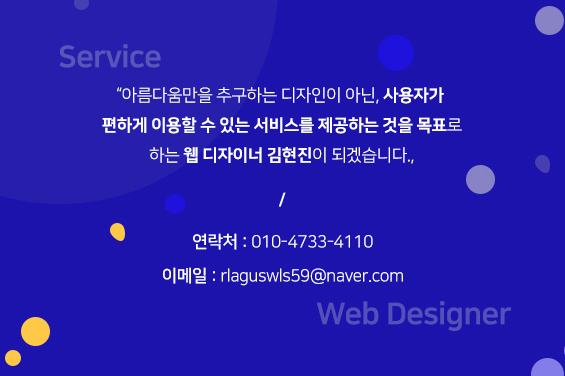 Service
“아름다움만을 추구하는 디자인이 아닌, 사용자가
편하게 이용할 수 있는 서비스를 제공하는 것을 목표로
하는 웹 디자이너 김현진이 되겠습니다.,
/
연락처 : 010-4733-4110
이메일 : rlaguswls59@naver.com
Web Designer